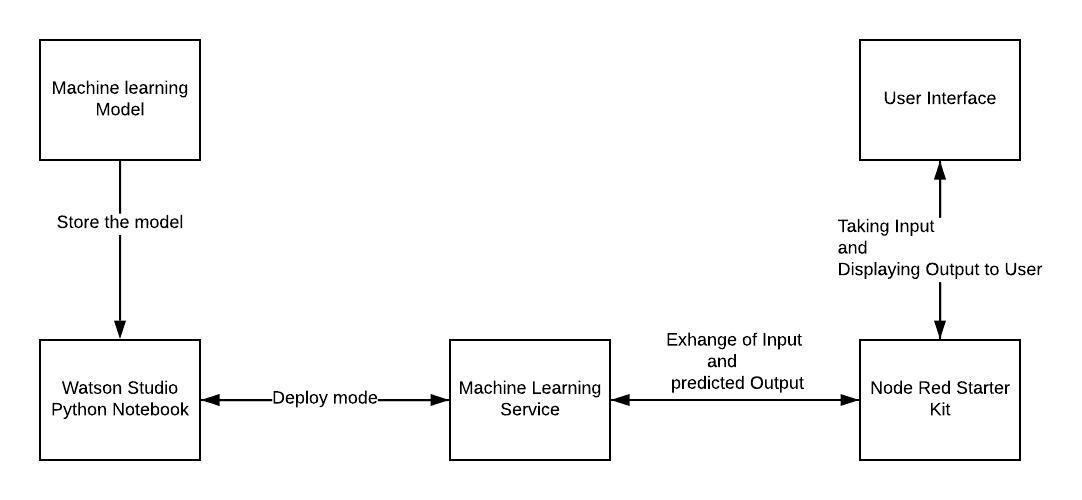 Machine learning
Model
User Interface
Store the model
Taking Input
and
Displaying Output to User
Watson Studio
Python Notebook
Deploy mode
Machine Learning
Service
Exhange of Input
and
predicted Output
Node Red Starter
Kit